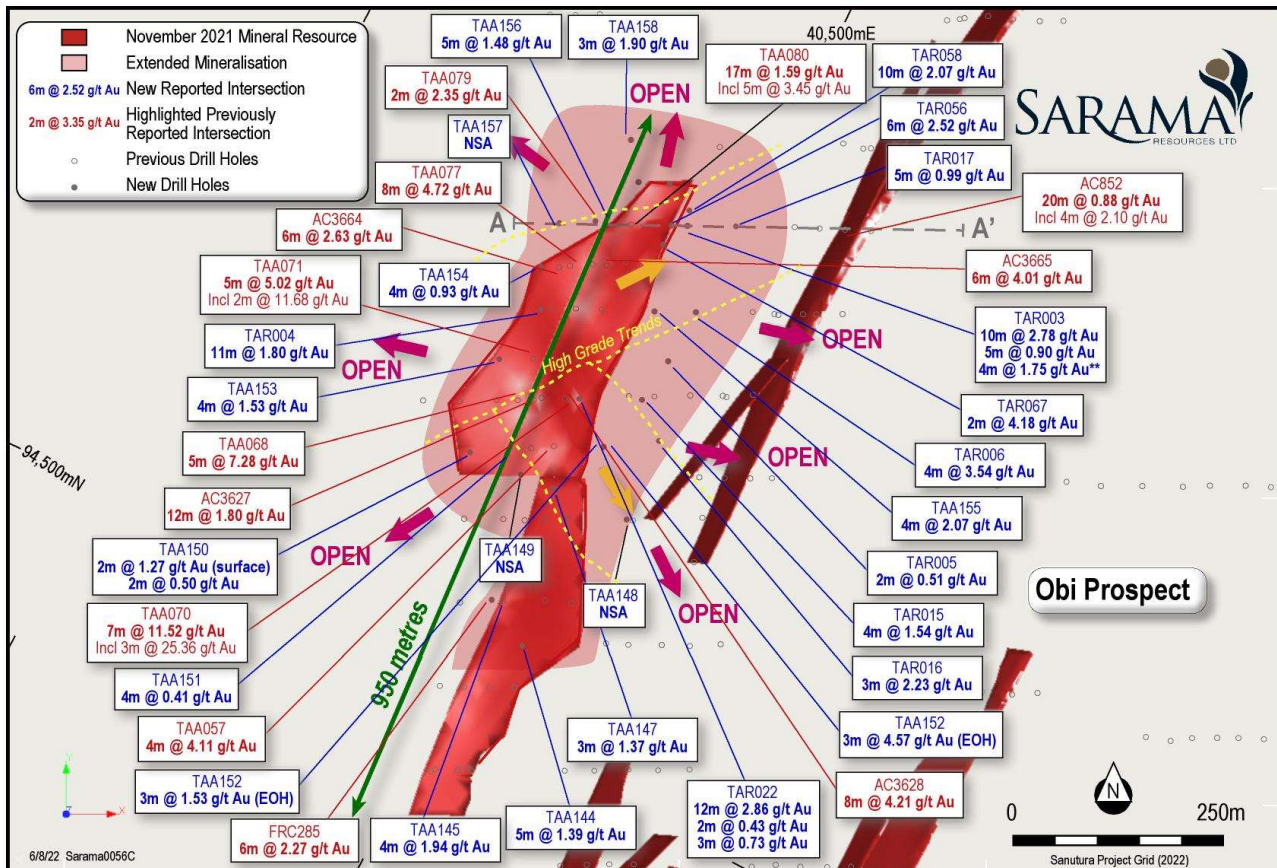 November 2021 Mineral Resource
Extended Mineralisation
6m @ 2.52 g/t Au New Reported Intersection
2m @ 3.35 g/t Au Highlighted Previously
Reported Intersection
Previous Drill Holes
New Drill Holes
TAA156
5m @ 1.48 g/t Au
TAA158
3m @ 1.90 g/t Au
40,500mE
TAA080
17m @ 1.59 g/t Au
Incl 5m @ 3.45 g/t Au
TAR058
10m @ 2.07 g/t Au
SARAMA
RESOURCES LTD
TAA079
2m @ 2.35 g/t Au
OPEN
TAR056
6m @ 2.52 g/t Au
TAA157
NSA
TAR017
5m @ 0.99 g/t Au
TAA077
8m @ 4.72 g/t Au
AC852
20m @ 0.88 g/t Au
Incl 4m @ 2.10 g/t Au
AC3664
6m @ 2.63 g/t Au
A
A'
TAA071
5m @ 5.02 g/t Au
Incl 2m @ 11.68 g/t Au
TAA154
4m @ 0.93 g/t Au
AC3665
6m @ 4.01 g/t Au
TAR004
11m @ 1.80 g/t Au
OPEN
High Grade Trends
OPEN
TAR003
10m @ 2.78 g/t Au
5m @ 0.90 g/t Au
4m @ 1.75 g/t Au**
TAA153
4m @ 1.53 g/t Au
TAR067
2m @ 4.18 g/t Au
94,500mN
TAA068
5m @ 7.28 g/t Au
OPEN
TAR006
4m @ 3.54 g/t Au
AC3627
12m @ 1.80 g/t Au
TAA155
4m @ 2.07 g/t Au
TAA150
2m @ 1.27 g/t Au (surface)
2m @ 0.50 g/t Au
OPEN
TAA149
NSA
TAA148
NSA
OPEN
TAR005
2m @ 0.51 g/t Au
Obi Prospect
TAA070
7m @ 11.52 g/t Au
Incl 3m @ 25.36 g/t Au
TAR015
4m @ 1.54 g/t Au
950 metres
TAA151
4m @ 0.41 g/t Au
TAR016
3m @ 2.23 g/t Au
TAA057
4m @ 4.11 g/t Au
TAA147
3m @ 1.37 g/t Au
TAA152
3m @ 4.57 g/t Au (EOH)
TAA152
3m @ 1.53 g/t Au (EOH)
AC3628
8m @ 4.21 g/t Au
FRC285
6m @ 2.27 g/t Au
TAA145
4m @ 1.94 g/t Au
TAA144
5m @ 1.39 g/t Au
TAR022
12m @ 2.86 g/t Au
2m @ 0.43 g/t Au
3m @ 0.73 g/t Au
N
0 250m
Sanutura Project Grid (2022)
Y
X
Z
6/8/22 Sarama0056C